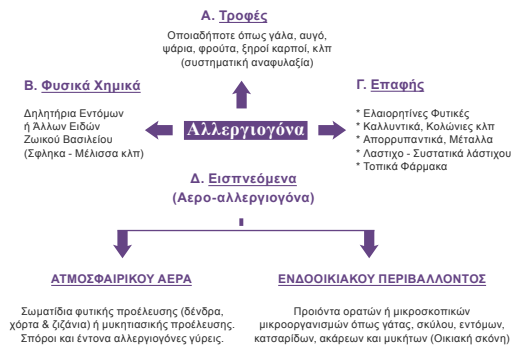 Α. Τροφές
Οποιαδήποτε όπως γάλα, αυγό,
ψάρια, φρούτα, ξηροί καρποί, κλπ
(συστηματική αναφυλαξία)
Β. Φυσικά Χημικά
Δηλητήρια Εντόμων
ή Άλλων Ειδών
Ζωικού Βασιλείου
(Σφηκα - Μέλισσα κλπ)
Αλλεργιογόνα
Γ. Επαφής
* Ελαιορητίνες Φυτικές
* Καλλυντικά, Κολώνιες κλπ
* Απορρυπαντικά, Μέταλλα
* Λαστιχο - Συστατικά λάστιχου
* Τοπικά Φάρμακα
Δ. Εισπνεόμενα
(Αερο-αλλεργιογόνα)
ΑΤΜΟΣΦΑΙΡΙΚΟΥ ΑΕΡΑ
Σωματίδια φυτικής προέλευσης (δένδρα,
χόρτα & ζιζάνια) ή μυκητιασικής προέλευσης.
Σπόροι και έντονα αλλεργιογόνες γύρεις.
ΕΝΔΟΟΙΚΙΑΚΟΥ ΠΕΡΙΒΑΛΛΟΝΤΟΣ
Προιόντα ορατών ή μικροσκοπικών
μικροοργανισμών όπως γάτας, σκύλου, εντόμων,
κατσαρίδων, ακάρεων και μυκήτων (Οικιακή σκόνη)